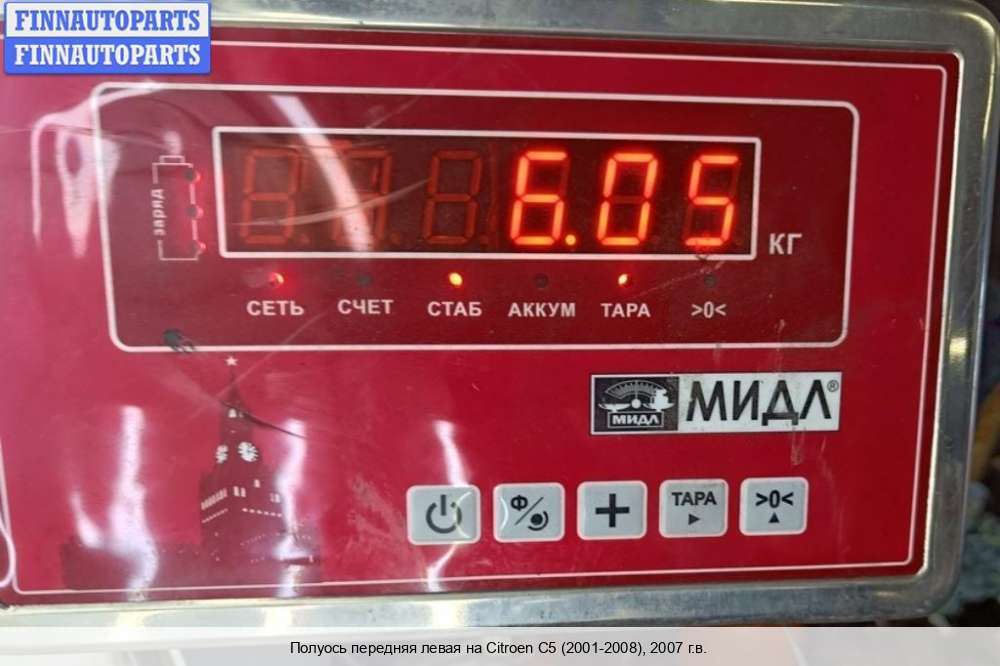 FINNAUTOPARTS
FINNAUTOPARTS
заряд
6.05
КГ
СЕТЬ СЧЕТ СТАБ АККУМ ТАРА >0<
МИДЛ МИДЛ®
Ф/ + ТАРА >0<
Полуось передняя левая на Citroen C5 (2001-2008), 2007 г.в.